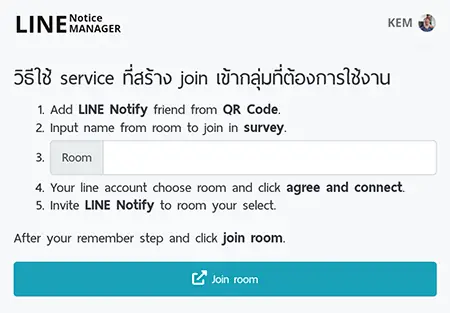 LINE Notice MANAGER
KEM
วิธีใช้ service ที่สร้าง join เข้ากลุ่มที่ต้องการใช้งาน
1. Add LINE Notify friend from QR Code.
2. Input name from room to join in survey.
3. Room
4. Your line account choose room and click agree and connect.
5. Invite LINE Notify to room your select.
After your remember step and click join room.
Join room